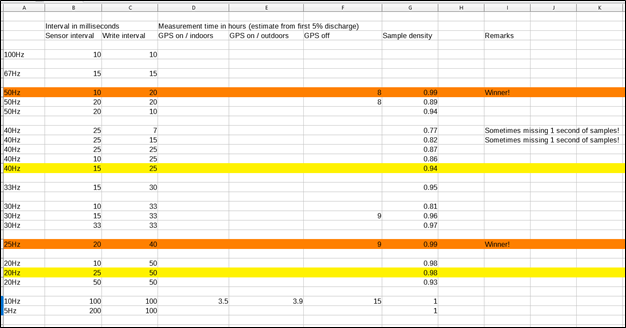 A B C D E F G H I J K
Interval in milliseconds Measurement time in hours (estimate from first 5% discharge)
Sensor interval Write interval GPS on / indoors GPS on / outdoors GPS off Sample density Remarks
100Hz 10 10
67Hz 15 15
50Hz 10 20 8 0.99 Winner!
50Hz 20 20 8 0.89
50Hz 20 10 0.94
40Hz 25 7 0.77 Sometimes missing 1 second of samples!
40Hz 25 15 0.82 Sometimes missing 1 second of samples!
40Hz 25 25 0.87
40Hz 10 25 0.86
40Hz 15 25 0.94
33Hz 15 30 0.95
30Hz 10 33 0.81
30Hz 15 33 9 0.96
30Hz 33 33 0.97
25Hz 20 40 9 0.99 Winner!
20Hz 10 50 0.98
20Hz 25 50 0.98
20Hz 50 50 0.93
10Hz 100 100 3.5 3.9 15 1
5Hz 200 100 1